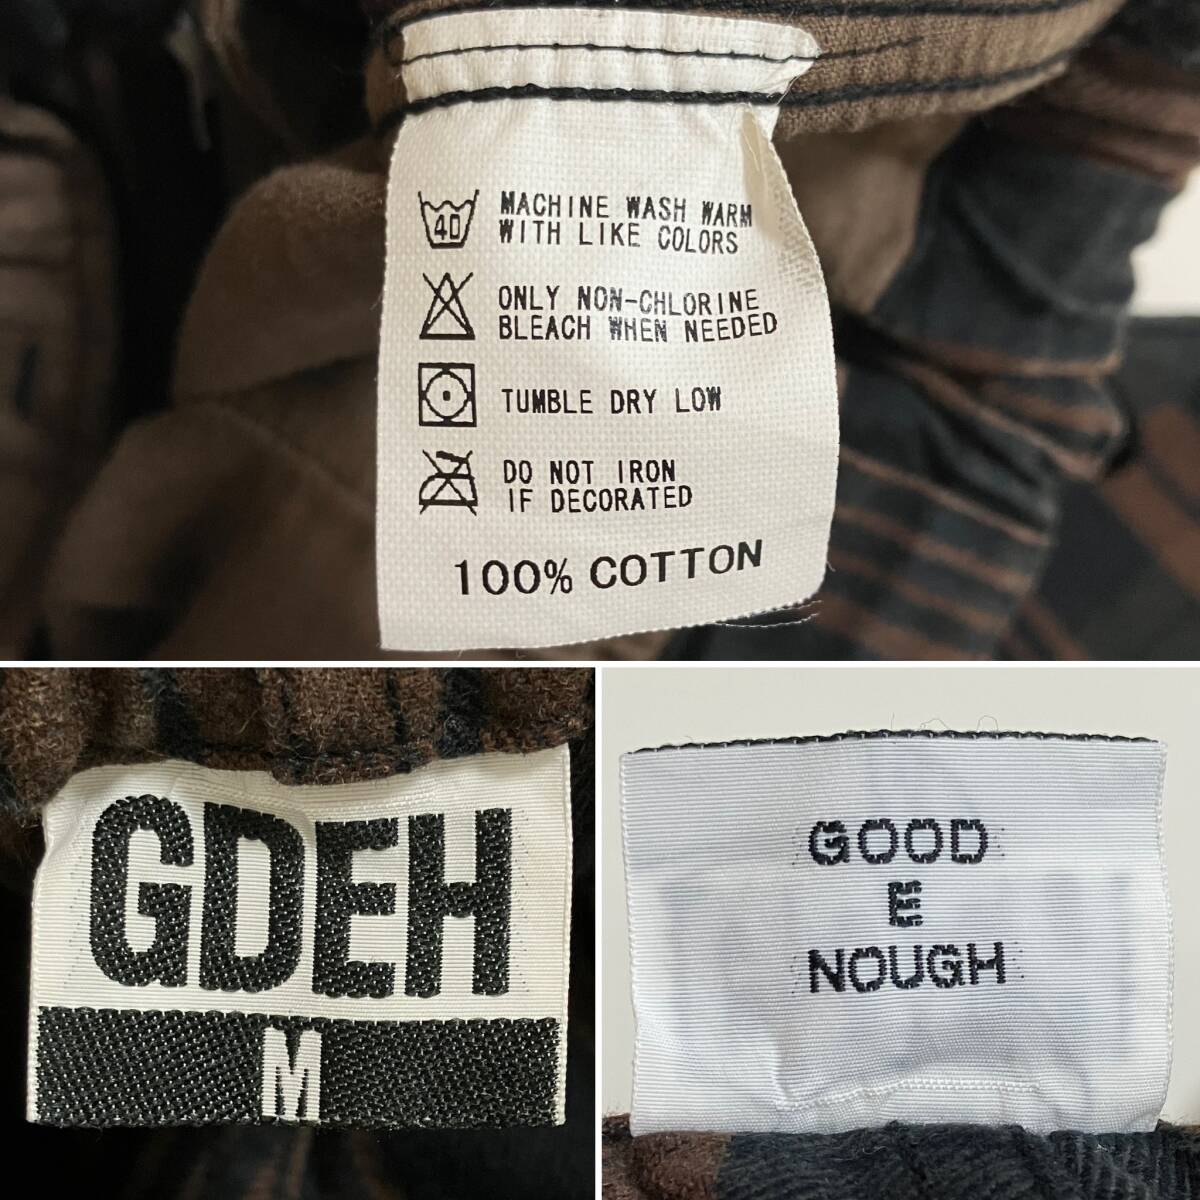 40
MACHINE WASH WARM
WITH LIKE COLORS
ONLY NON-CHLORINE
BLEACH WHEN NEEDED
TUMBLE DRY LOW
DO NOT IRON
IF DECORATED
100% COTTON
GDEH
M
GOOD
E
NOUGH